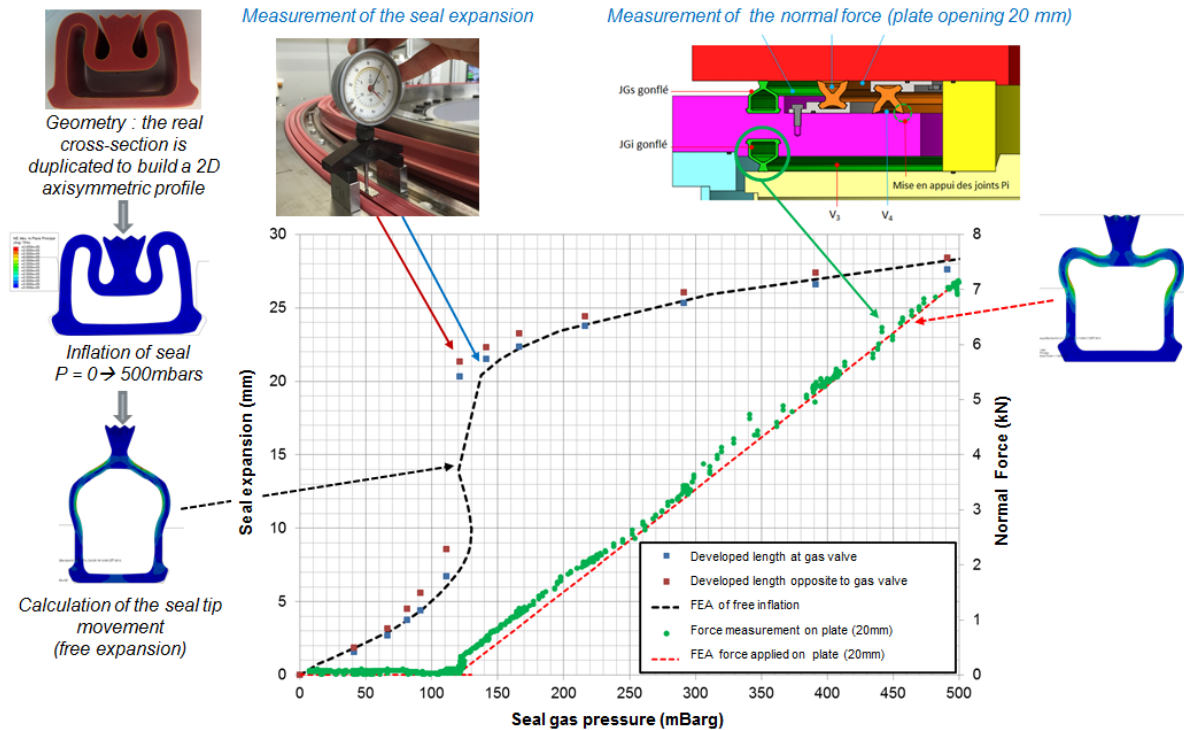 Measurement of the seal expansion
Measurement of the normal force (plate opening 20 mm)
Geometry : the real
cross-section is
duplicated to build a 2D
axisymmetric profile
Inflation of seal
P = 0→ 500mbars
Calculation of the seal tip
movement
(free expansion)
JGs gonflé
JGi gonflé
Mise en appui des joints Pi
V3
V4
Seal expansion (mm)
30
25
20
15
10
5
0
Normal Force (kN)
8
7
6
5
4
3
2
1
0
Developed length at gas valve
Developed length opposite to gas valve
FEA of free inflation
Force measurement on plate (20mm)
FEA force applied on plate (20mm)
0
50
100
150
200
250
300
350
400
450
500
Seal gas pressure (mBarg)